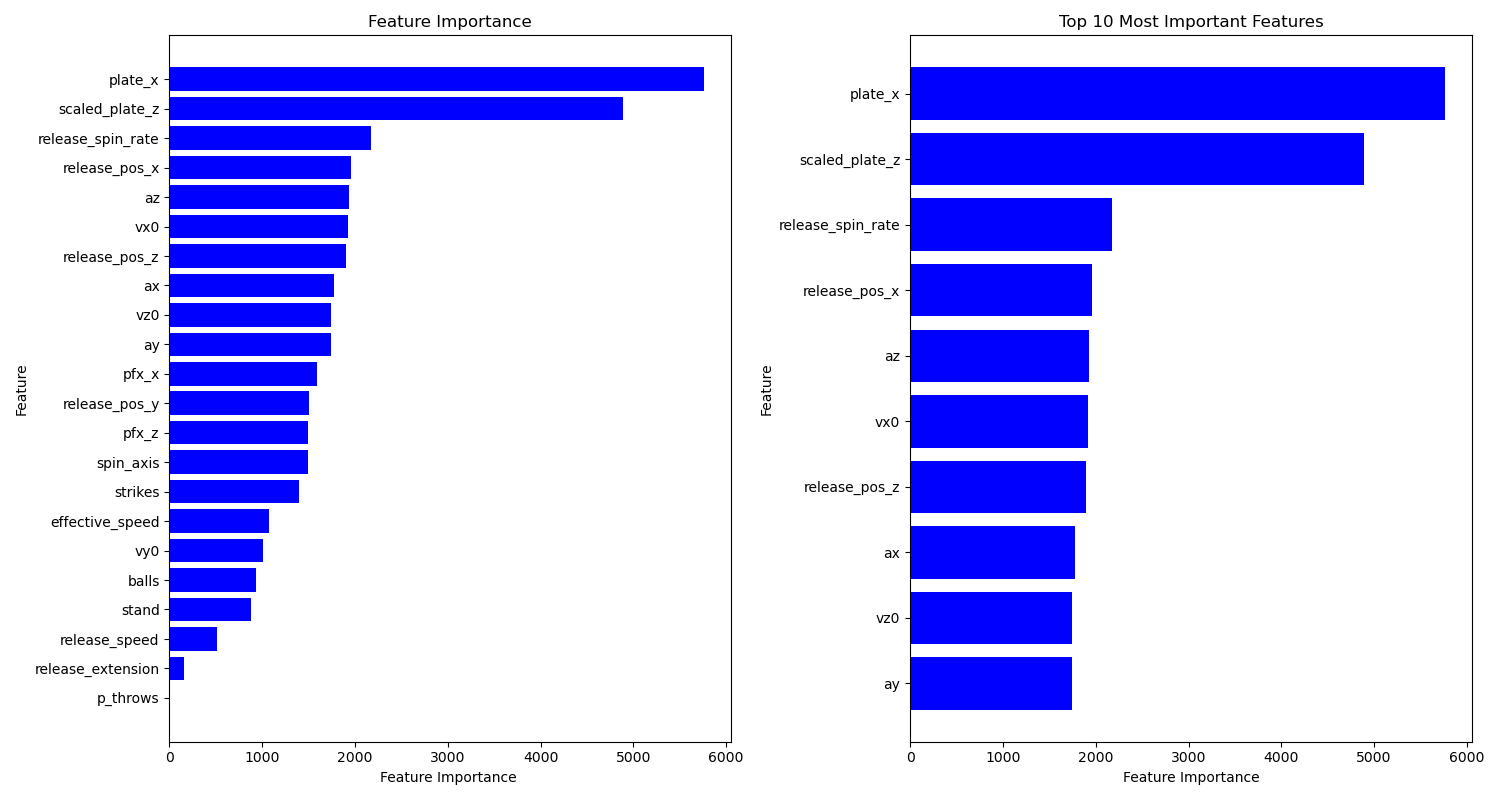 Feature Importance
Feature
plate_x
scaled_plate_z
release_spin_rate
release_pos_x
az
vx0
release_pos_z
ax
vz0
ay
pfx_x
release_pos_y
pfx_z
spin_axis
strikes
effective_speed
vy0
balls
stand
release_speed
release_extension
p_throws
0 1000 2000 3000 4000 5000 6000
Feature Importance
Top 10 Most Important Features
Feature
plate_x
scaled_plate_z
release_spin_rate
release_pos_x
az
vx0
release_pos_z
ax
vz0
ay
0 1000 2000 3000 4000 5000 6000
Feature Importance